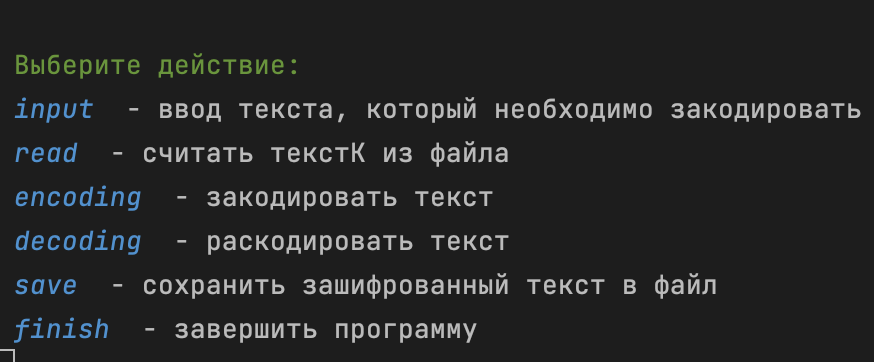 Выберите действие:
input - ввод текста, который необходимо закодировать
read - считать текстК из файла
encoding - закодировать текст
decoding - раскодировать текст
save - сохранить зашифрованный текст в файл
finish - завершить программу